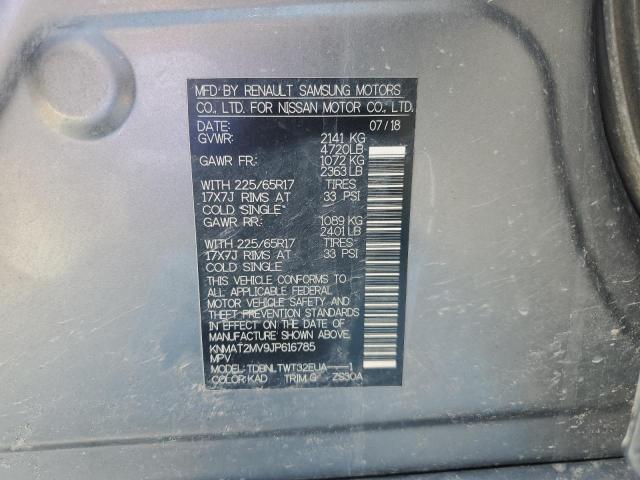 MFD BY RENAULT SAMSUNG MOTORS
CO., LTD. FOR NISSAN MOTOR CO., LTD.
DATE: 07/18
GVWR: 2141 KG
4720LB
GAWR FR.: 1072 KG
2363 LB
WITH 225/65R17 TIRES
17X7J RIMS AT 33 PSI
COLD "SINGLE"
GAWR RR.: 1089 KG
2401 LB
WITH 225/65R17 TIRES
17X7J RIMS AT 33 PSI
COLD SINGLE
THIS VEHICLE CONFORMS TO
ALL APPLICABLE FEDERAL
MOTOR VEHICLE SAFETY AND
THEFT PREVENTION STANDARDS
IN EFFECT ON THE DATE OF
MANUFACTURE SHOWN ABOVE.
KNMAT2MV9JP616785
MPV
MODEL: TDBNLTWT32EUA----1
COLOR: KAD TRIM: G ZS30A